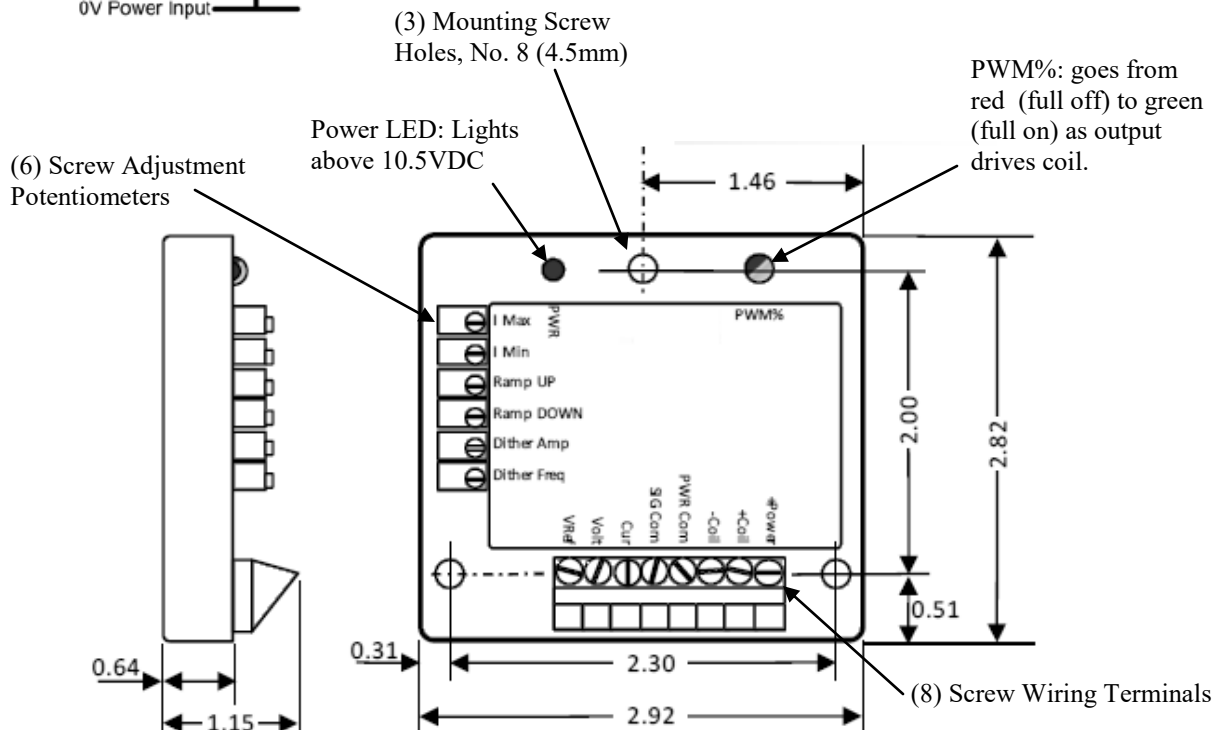 0V Power Input
(3) Mounting Screw
Holes, No. 8 (4.5mm)
PWM%: goes from
red (full off) to green
(full on) as output
drives coil.
Power LED: Lights
above 10.5VDC
(6) Screw Adjustment
Potentiometers
1.46
PWR
PWM%
I Max
I Min
Ramp UP
Ramp DOWN
Dither Amp
Dither Freq
2.00
2.82
VRef
Volt
Cur
SIG Com
PWR Com
-Coil
+Coil
+Power
0.51
0.31
2.30
0.64
(8) Screw Wiring Terminals
1.15
2.92